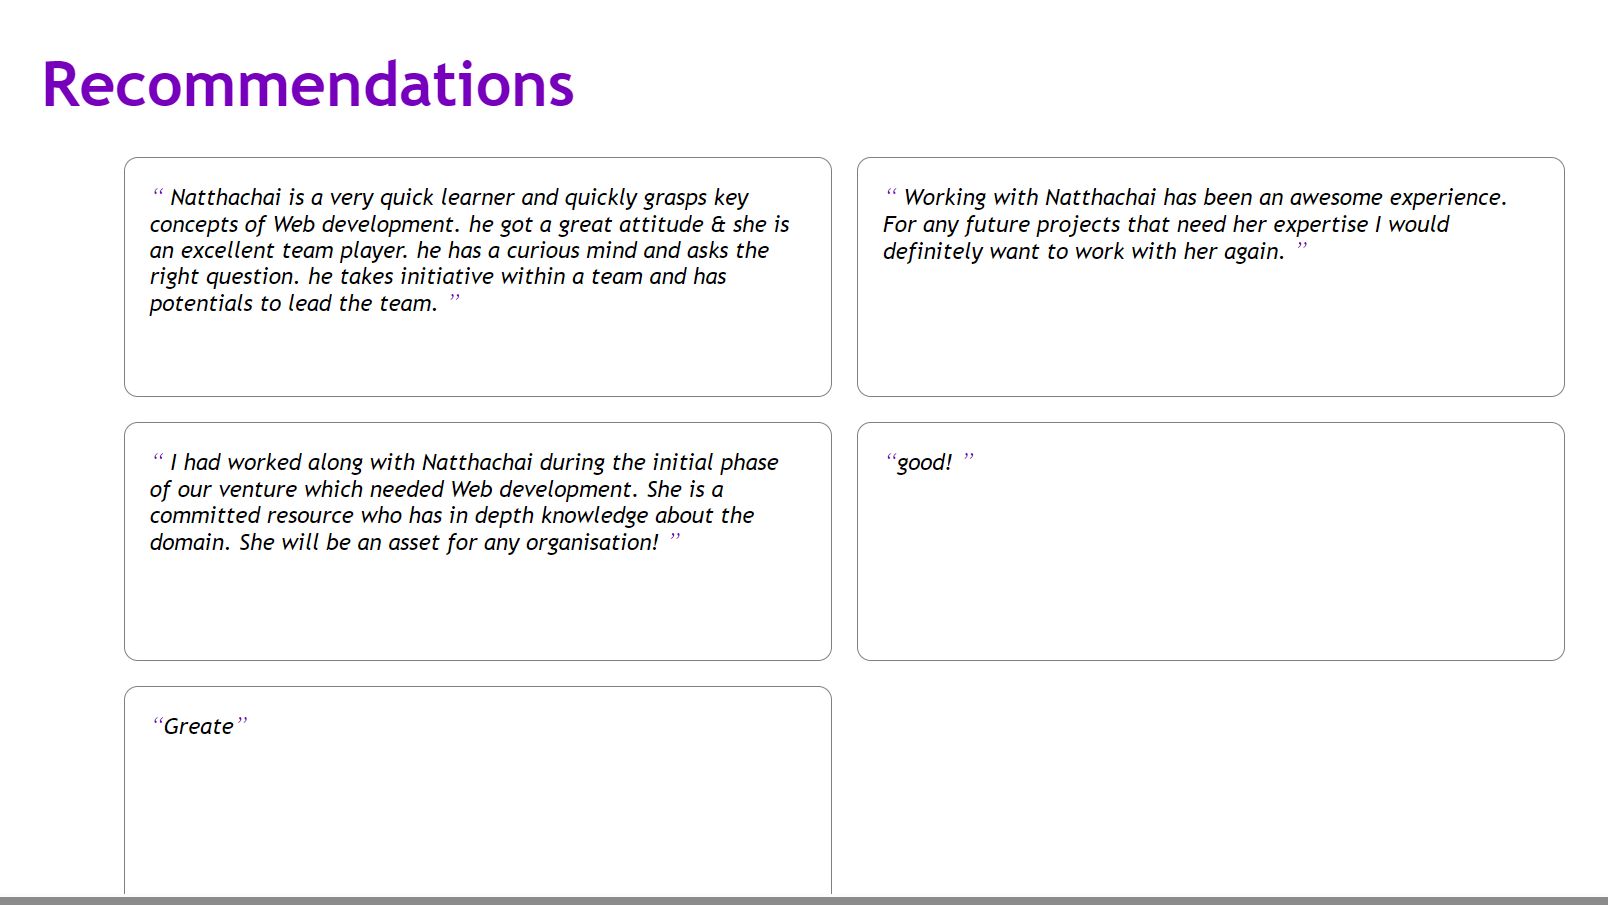 Recommendations
“ Natthachai is a very quick learner and quickly grasps key
concepts of Web development. he got a great attitude & she is
an excellent team player. he has a curious mind and asks the
right question. he takes initiative within a team and has
potentials to lead the team. ”
“ Working with Natthachai has been an awesome experience.
For any future projects that need her expertise I would
definitely want to work with her again. ”
“ I had worked along with Natthachai during the initial phase
of our venture which needed Web development. She is a
committed resource who has in depth knowledge about the
domain. She will be an asset for any organisation! ”
“good! ”
“Greate”